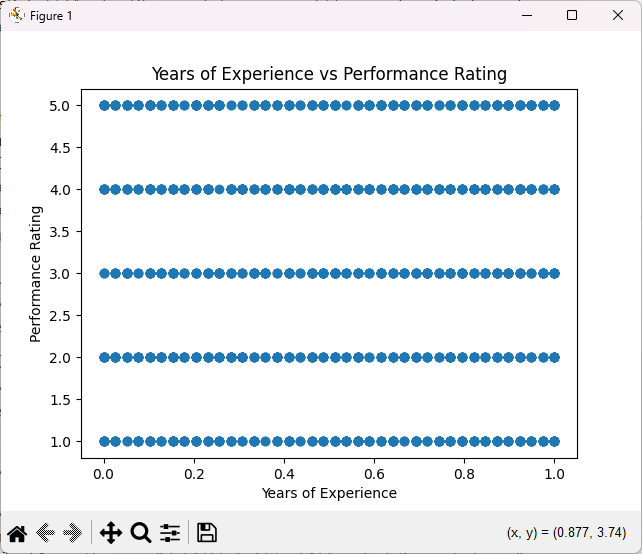 Figure 1
Years of Experience vs Performance Rating
5.0
4.5
4.0
3.5
3.0
2.5
2.0
1.5
1.0
Performance Rating
0.0 0.2 0.4 0.6 0.8 1.0
Years of Experience
(x, y) = (0.877, 3.74)